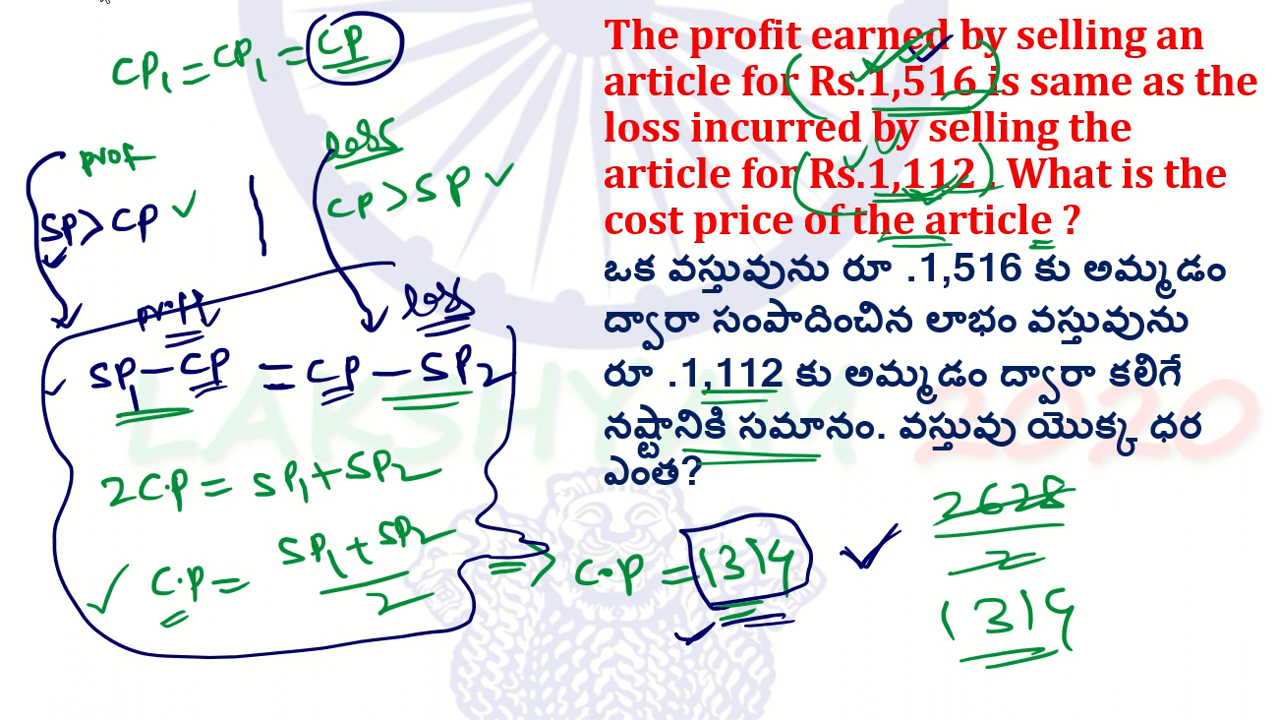 CP₁ = CP₁ = CP
prof
loss
SP > CP ✓
CP > SP ✓
profit
loss
SP₁ – CP = CP – SP₂
2C.P = SP₁ + SP₂
C.P = SP₁ + SP₂
2
=> C.P = 1314
The profit earned by selling an
article for Rs.1,516 is same as the
loss incurred by selling the
article for Rs.1,112 . What is the
cost price of the article ?
ఒక వస్తువును రూ .1,516 కు అమ్మడం
ద్వారా సంపాదించిన లాభం వస్తువును
రూ .1,112 కు అమ్మడం ద్వారా కలిగే
నష్టానికి సమానం. వస్తువు యొక్క ధర
ఎంత?
2628
2
1314
LAKSHYAM 2020